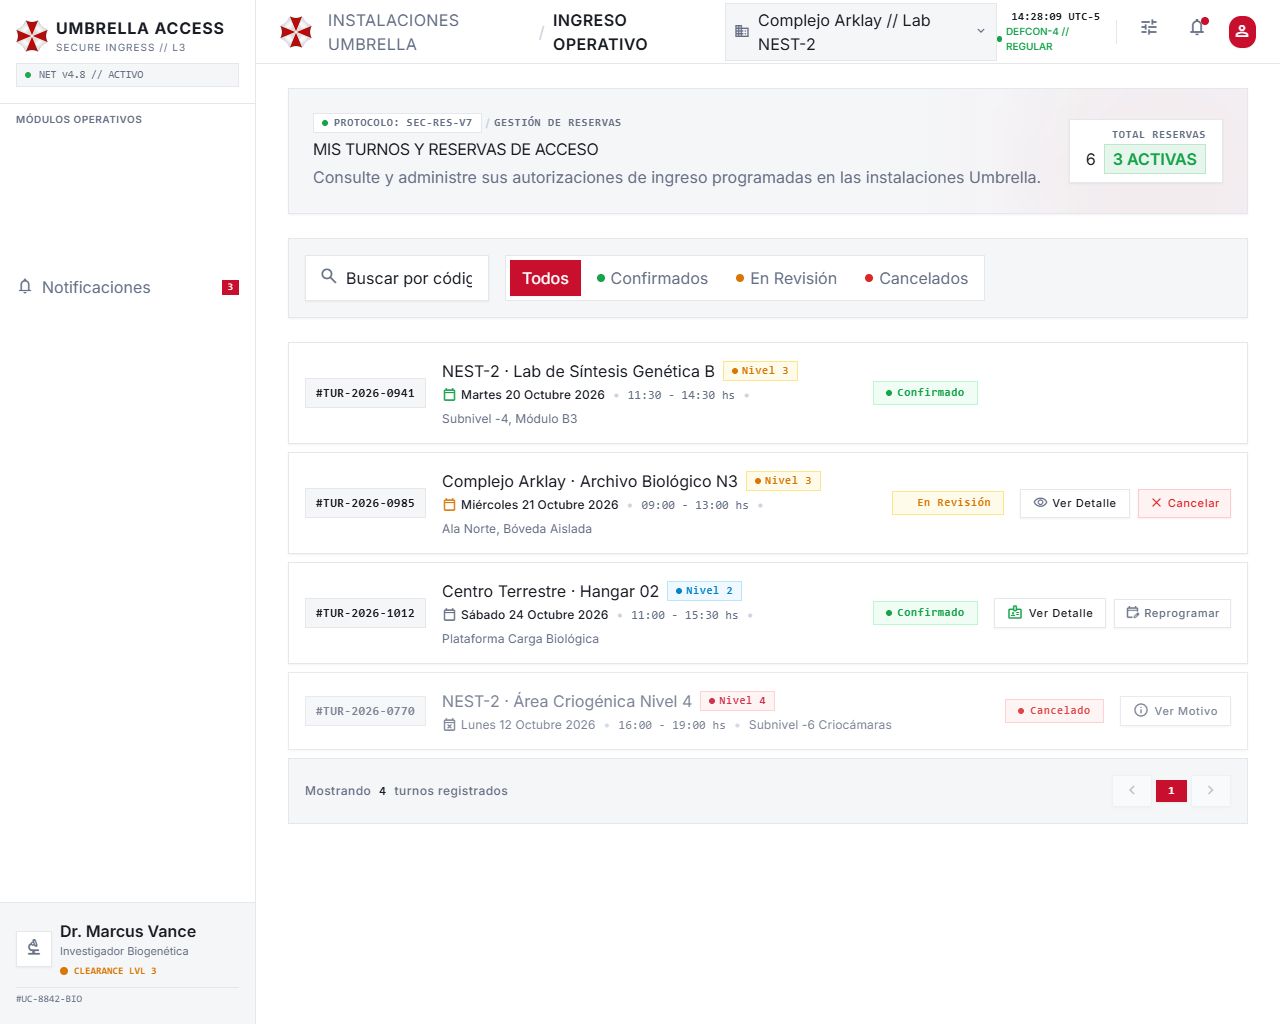 UMBRELLA ACCESS
SECURE INGRESS // L3
NET v4.8 // ACTIVO
MÓDULOS OPERATIVOS
Notificaciones 3
Dr. Marcus Vance
Investigador Biogenética
CLEARANCE LVL 3
#UC-8842-BIO
INSTALACIONES
UMBRELLA
/
INGRESO
OPERATIVO
Complejo Arklay // Lab
NEST-2
14:28:09 UTC-5
DEFCON-4 //
REGULAR
PROTOCOLO: SEC-RES-V7 / GESTIÓN DE RESERVAS
MIS TURNOS Y RESERVAS DE ACCESO
Consulte y administre sus autorizaciones de ingreso programadas en las instalaciones Umbrella.
TOTAL RESERVAS
6 3 ACTIVAS
Buscar por códig
Todos Confirmados En Revisión Cancelados
#TUR-2026-0941
NEST-2 · Lab de Síntesis Genética B Nivel 3
Martes 20 Octubre 2026 • 11:30 - 14:30 hs •
Subnivel -4, Módulo B3
Confirmado
#TUR-2026-0985
Complejo Arklay · Archivo Biológico N3 Nivel 3
Miércoles 21 Octubre 2026 • 09:00 - 13:00 hs •
Ala Norte, Bóveda Aislada
En Revisión Ver Detalle Cancelar
#TUR-2026-1012
Centro Terrestre · Hangar 02 Nivel 2
Sábado 24 Octubre 2026 • 11:00 - 15:30 hs •
Plataforma Carga Biológica
Confirmado Ver Detalle Reprogramar
#TUR-2026-0770
NEST-2 · Área Criogénica Nivel 4 Nivel 4
Lunes 12 Octubre 2026 • 16:00 - 19:00 hs • Subnivel -6 Criocámaras
Cancelado Ver Motivo
Mostrando 4 turnos registrados
1